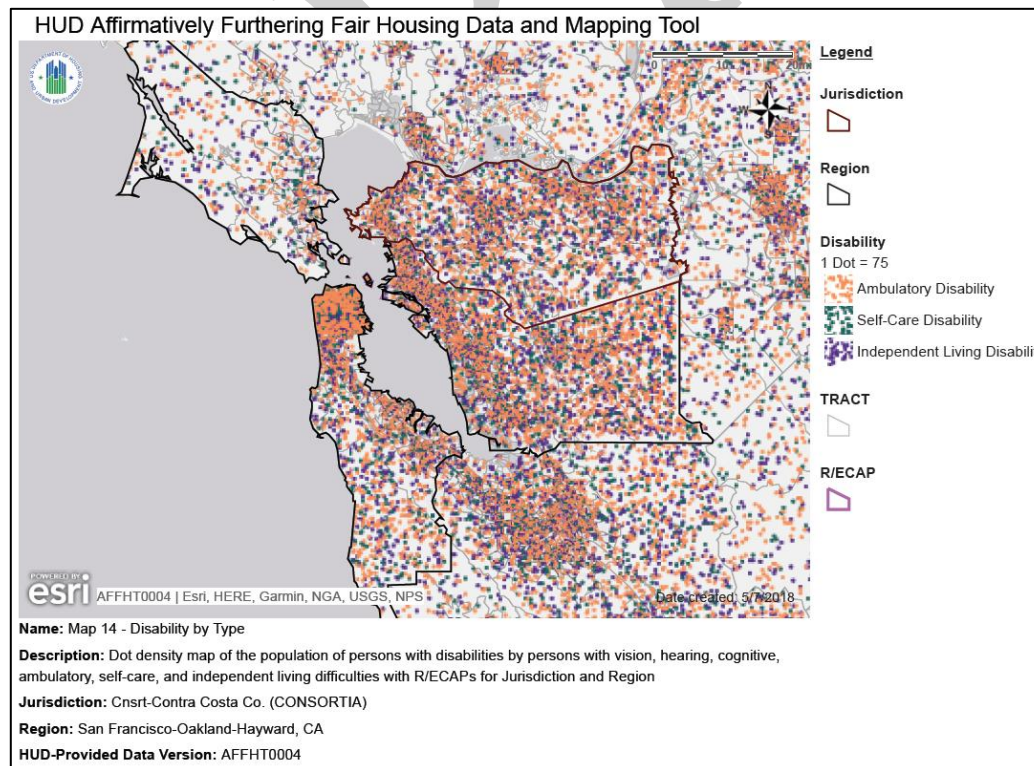 HUD Affirmatively Furthering Fair Housing Data and Mapping Tool
Legend
Jurisdiction
Region
Disability
1 Dot = 75
Ambulatory Disability
Self-Care Disability
Independent Living Disabili
TRACT
R/ECAP
0
N
W
E
S
POWERED BY
esri
AFFHT0004 | Esri, HERE, Garmin, NGA, USGS, NPS
Date created: 5/7/2018
Name: Map 14 - Disability by Type
Description: Dot density map of the population of persons with disabilities by persons with vision, hearing, cognitive,
ambulatory, self-care, and independent living difficulties with R/ECAPs for Jurisdiction and Region
Jurisdiction: Cnsrt-Contra Costa Co. (CONSORTIA)
Region: San Francisco-Oakland-Hayward, CA
HUD-Provided Data Version: AFFHT0004